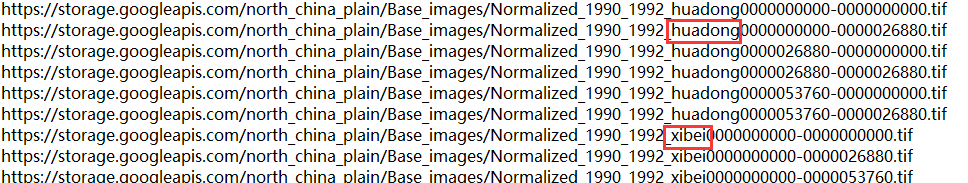 https://storage.googleapis.com/north_china_plain/Base_images/Normalized_1990_1992_huadong0000000000-0000000000.tif
https://storage.googleapis.com/north_china_plain/Base_images/Normalized_1990_1992_huadong0000000000-0000026880.tif
https://storage.googleapis.com/north_china_plain/Base_images/Normalized_1990_1992_huadong0000026880-0000000000.tif
https://storage.googleapis.com/north_china_plain/Base_images/Normalized_1990_1992_huadong0000026880-0000026880.tif
https://storage.googleapis.com/north_china_plain/Base_images/Normalized_1990_1992_huadong0000053760-0000000000.tif
https://storage.googleapis.com/north_china_plain/Base_images/Normalized_1990_1992_huadong0000053760-0000026880.tif
https://storage.googleapis.com/north_china_plain/Base_images/Normalized_1990_1992_xibei0000000000-0000000000.tif
https://storage.googleapis.com/north_china_plain/Base_images/Normalized_1990_1992_xibei0000000000-0000026880.tif
https://storage.googleapis.com/north_china_plain/Base_images/Normalized_1990_1992_xibei0000000000-0000053760.tif